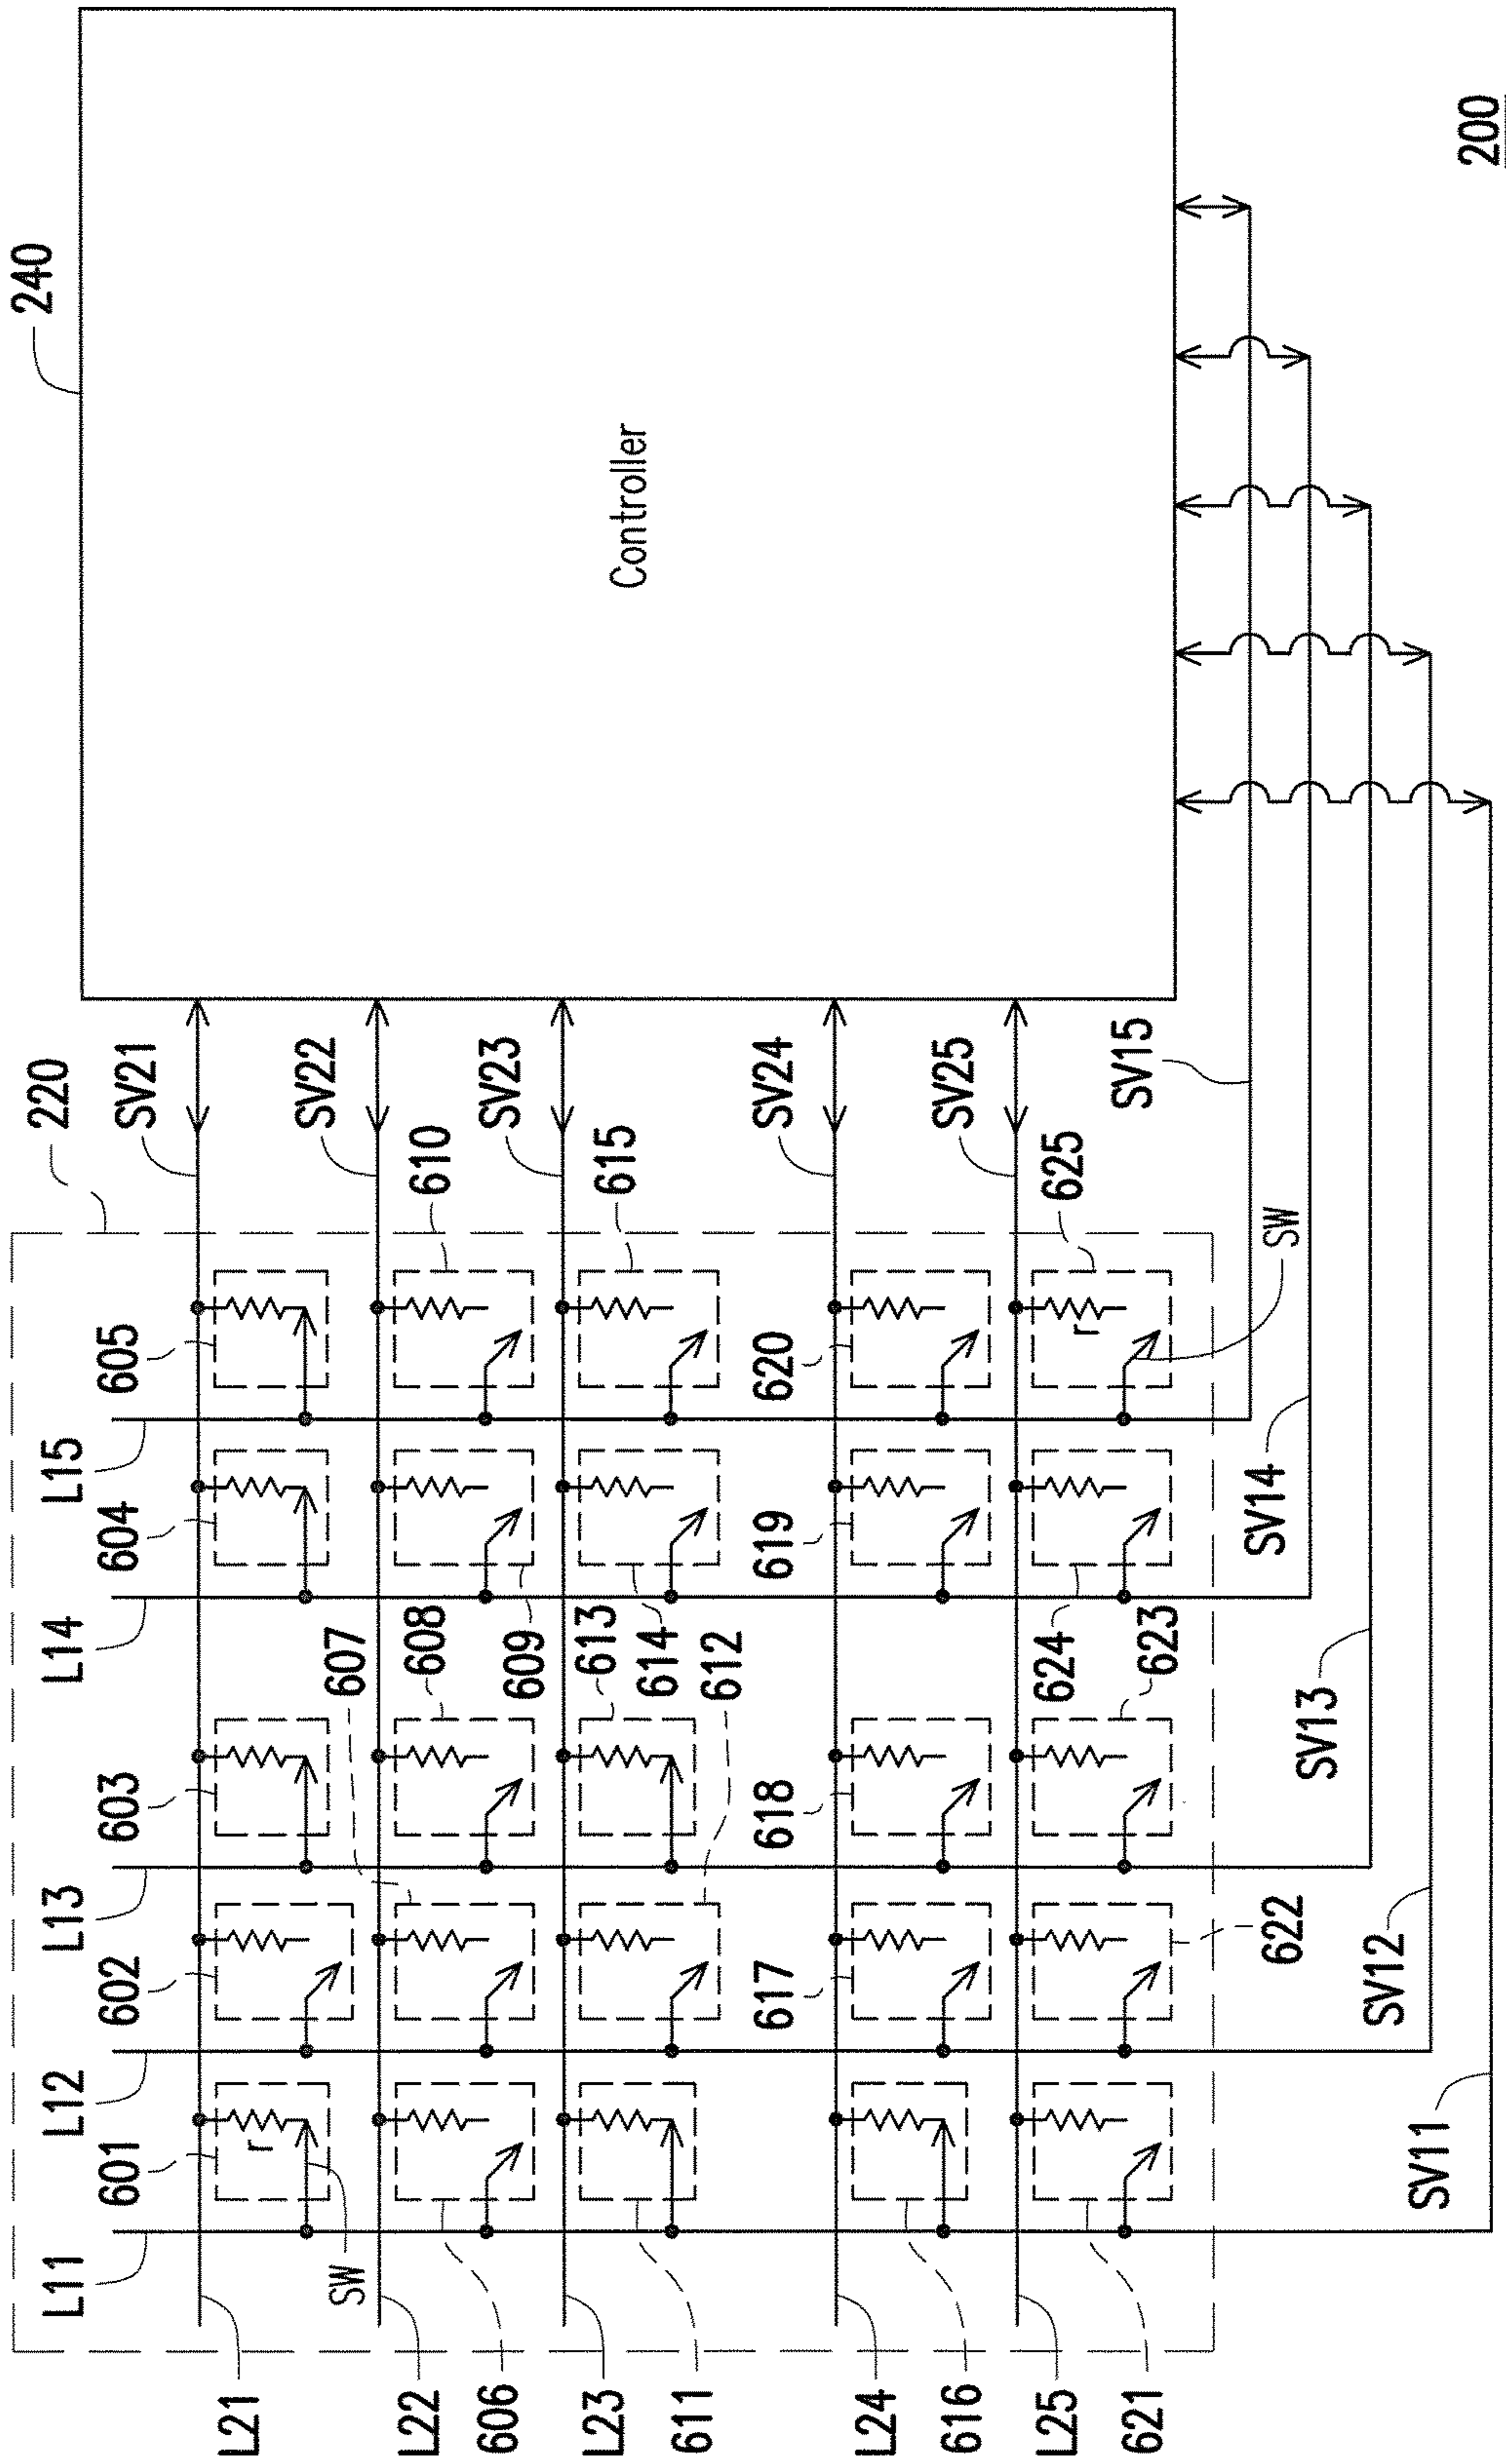 L11
L12
L13
L14
L15
220
240
601
602
603
604
605
r
SW
L21
SV21
607
610
608
609
L22
SV22
606
613
615
614
612
L23
SV23
611
Controller
617
618
619
620
L24
SV24
616
624
625
r
623
L25
SV25
621
622
SW
SV15
SV14
SV13
SV12
SV11
200